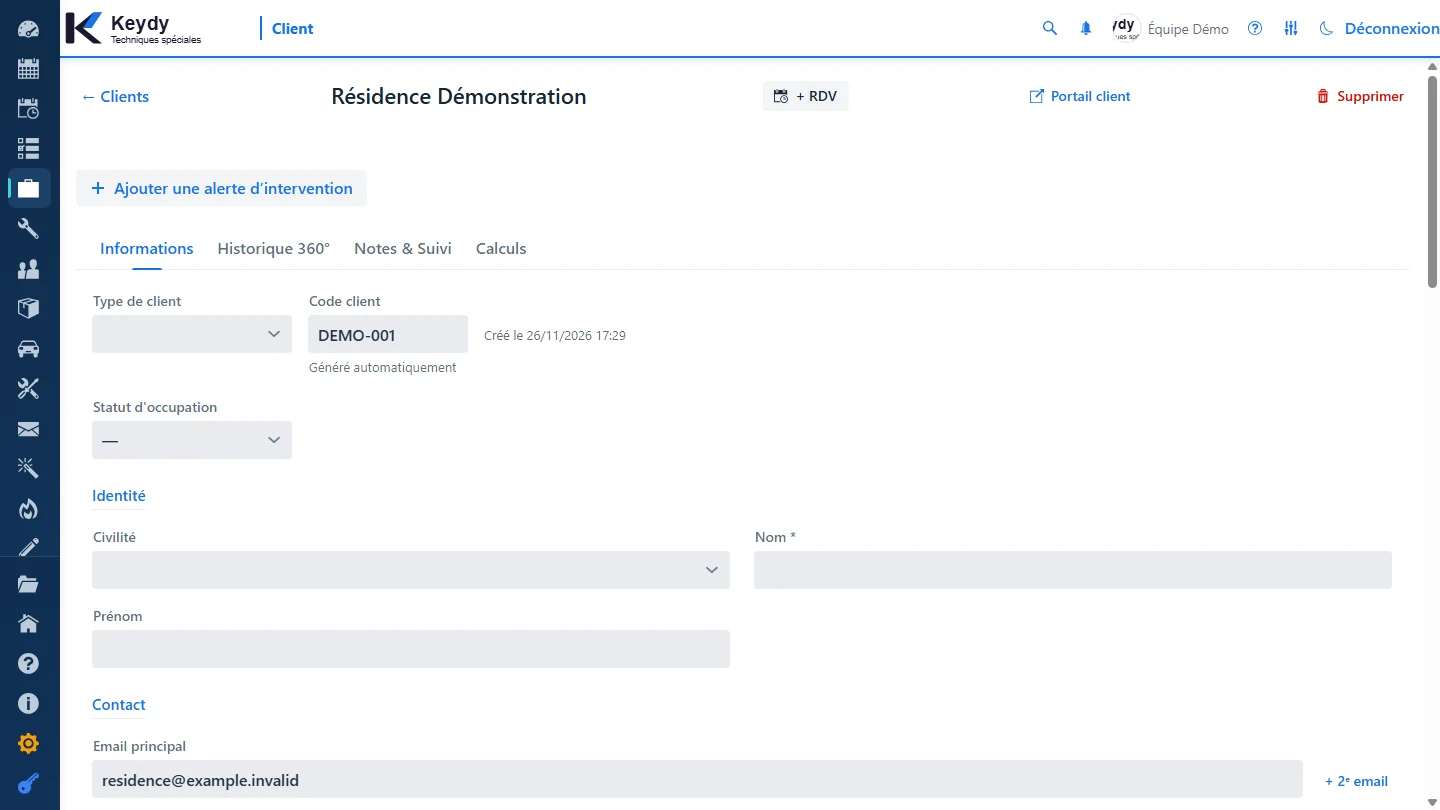 Keydy
Techniques spéciales
Client
Équipe Démo
Déconnexion
← Clients
Résidence Démonstration
+ RDV
Portail client
Supprimer
+ Ajouter une alerte d’intervention
Informations
Historique 360°
Notes & Suivi
Calculs
Type de client
Code client
DEMO-001
Créé le 26/11/2026 17:29
Généré automatiquement
Statut d'occupation
—
Identité
Civilité
Nom *
Prénom
Contact
Email principal
residence@example.invalid
+ 2ᵉ email